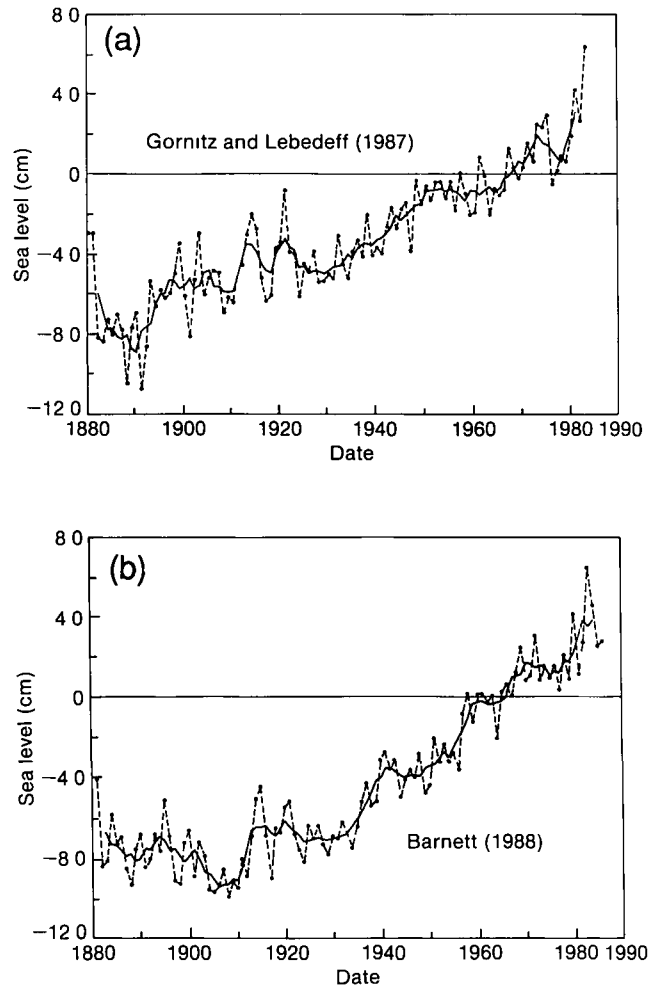 (a)
8 0
4 0
0
−4 0
−8 0
−12 0
Sea level (cm)
Gornitz and Lebedeff (1987)
1880 1900 1920 1940 1960 1980 1990
Date
(b)
8 0
4 0
0
−4 0
−8 0
−12 0
Sea level (cm)
Barnett (1988)
1880 1900 1920 1940 1960 1980 1990
Date